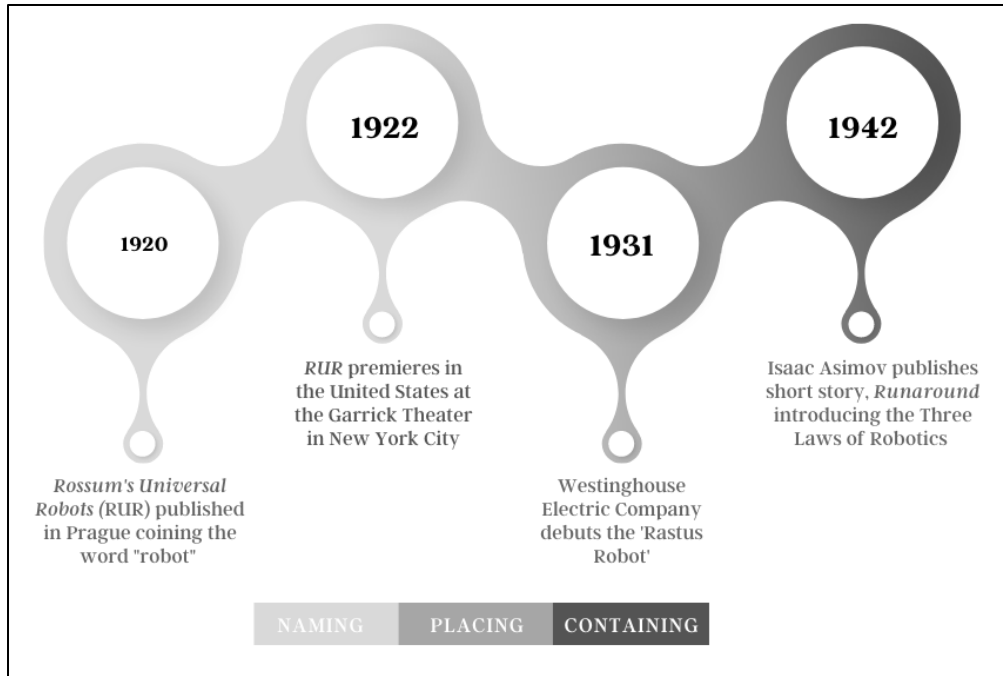 1920
Rossum's Universal
Robots (RUR) published
in Prague coining the
word "robot"
1922
RUR premieres in
the United States at
the Garrick Theater
in New York City
1931
Westinghouse
Electric Company
debuts the 'Rastus
Robot'
1942
Isaac Asimov publishes
short story, Runaround
introducing the Three
Laws of Robotics
NAMING
PLACING
CONTAINING